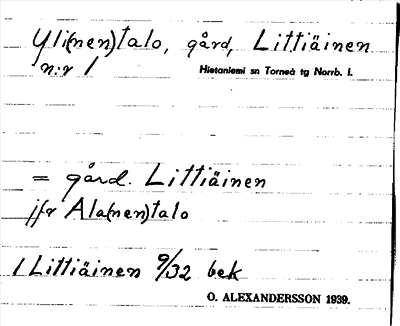 Yli(nen)talo, gård, Littiäinen
n:r 1 Hietaniemi sn Torneå tg Norrb. l.
= gård. Littiäinen
jfr Ala(nen)talo
1 Littiäinen 9/32 bek
O. ALEXANDERSSON 1939.